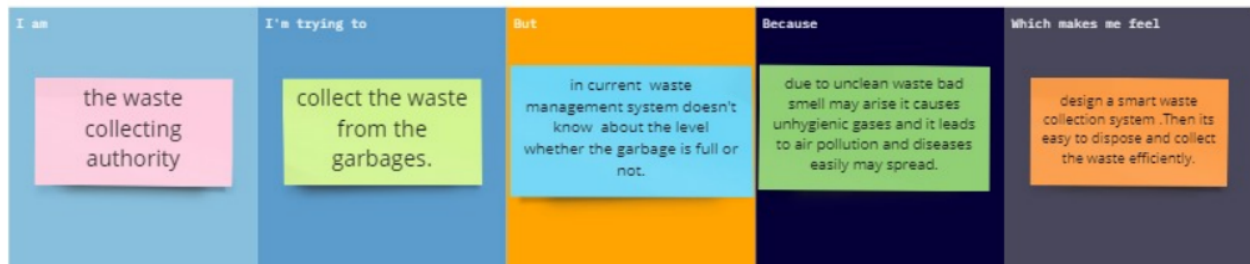 I am
the waste
collecting
authority
I'm trying to
collect the waste
from the
garbages.
But
in current waste
management system doesn't
know about the level
whether the garbage is full or
not.
Because
due to unclean waste bad
smell may arise it causes
unhygienic gases and it leads
to air pollution and diseases
easily may spread.
Which makes me feel
design a smart waste
collection system .Then its
easy to dispose and collect
the waste efficiently.